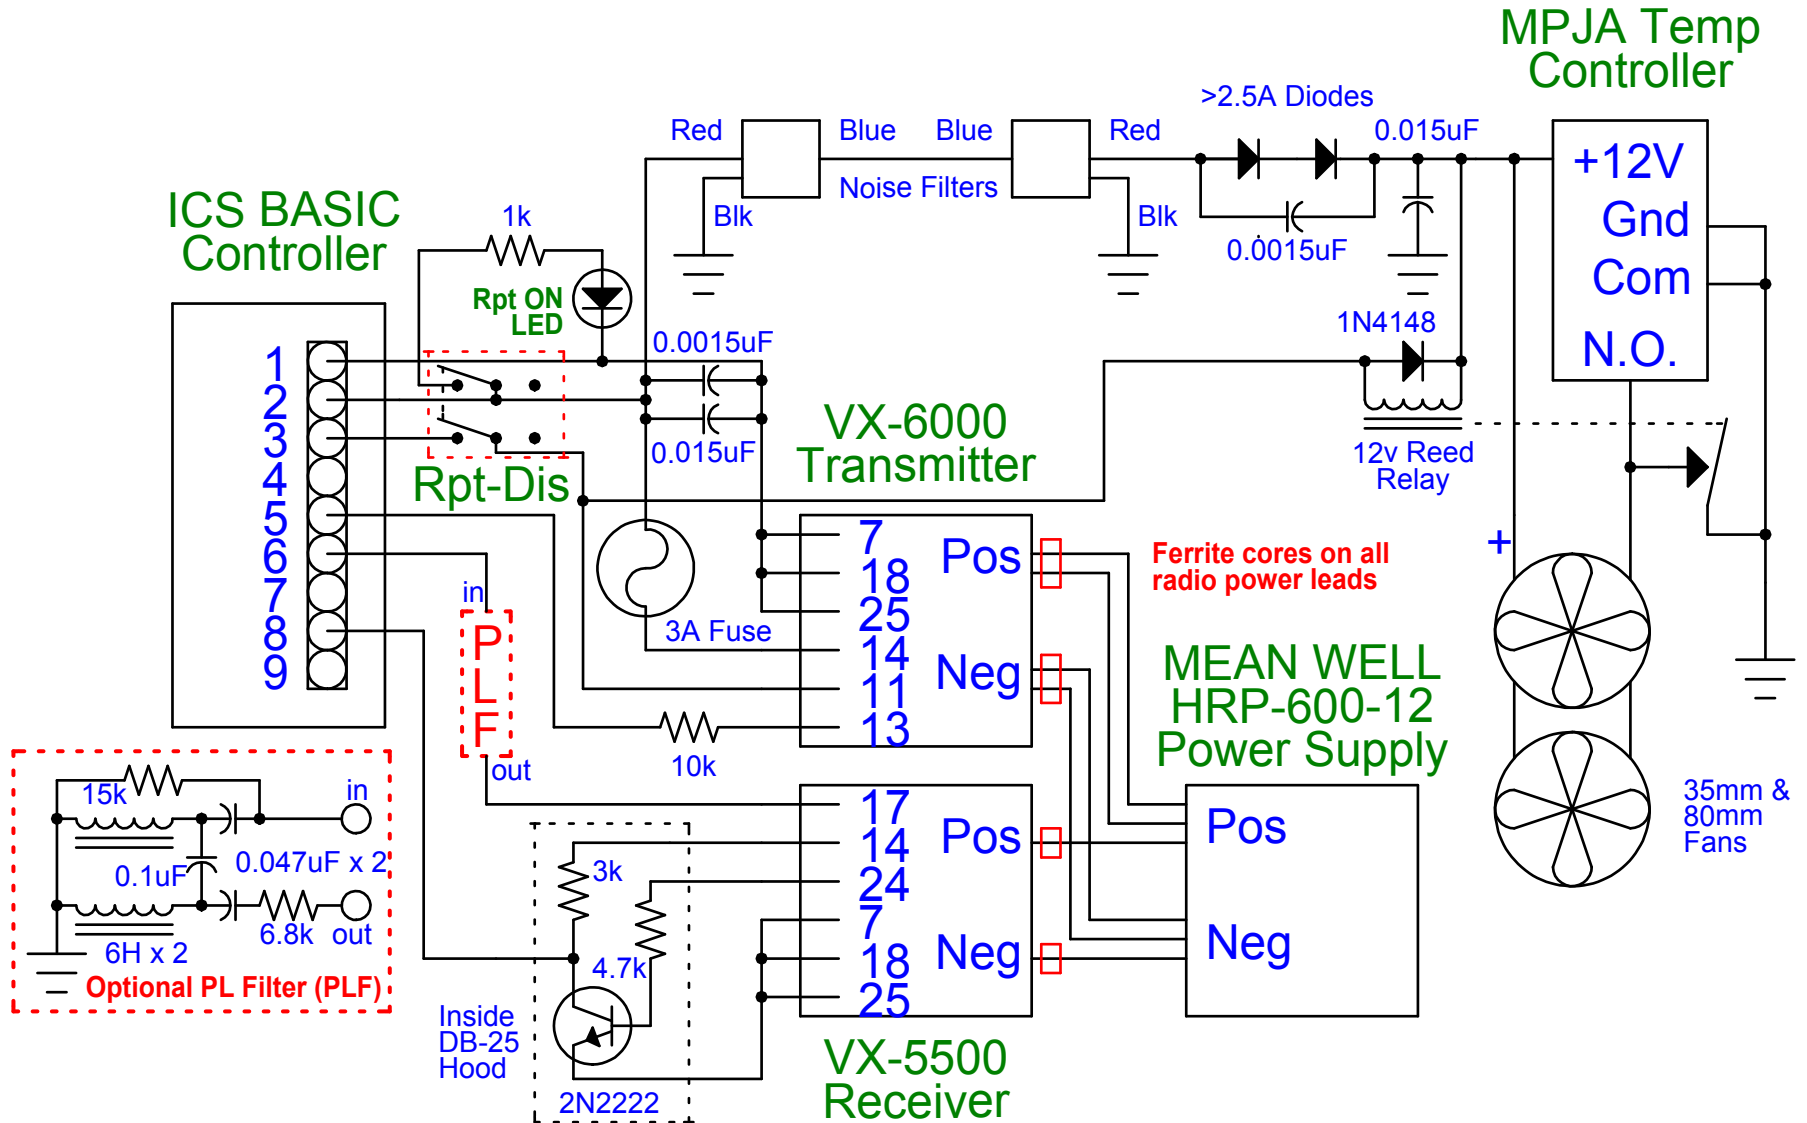 MPJA Temp
Controller
>2.5A Diodes
Red
Blue
Blue
Red
0.015uF
Noise Filters
Blk
Blk
0.0015uF
+12V
Gnd
Com
N.O.
ICS BASIC
Controller
1k
Rpt ON
LED
0.0015uF
0.015uF
1N4148
12v Reed
Relay
1
2
3
4
5
6
7
8
9
Rpt-Dis
VX-6000
Transmitter
7
18
25
14
11
13
Pos
Neg
3A Fuse
10k
in
P
L
F
out
Ferrite cores on all
radio power leads
+
MEAN WELL
HRP-600-12
Power Supply
Pos
Neg
35mm &
80mm
Fans
17
14
24
7
18
25
Pos
Neg
VX-5500
Receiver
3k
4.7k
Inside
DB-25
Hood
2N2222
15k
in
0.1uF
0.047uF x 2
6.8k
out
6H x 2
Optional PL Filter (PLF)